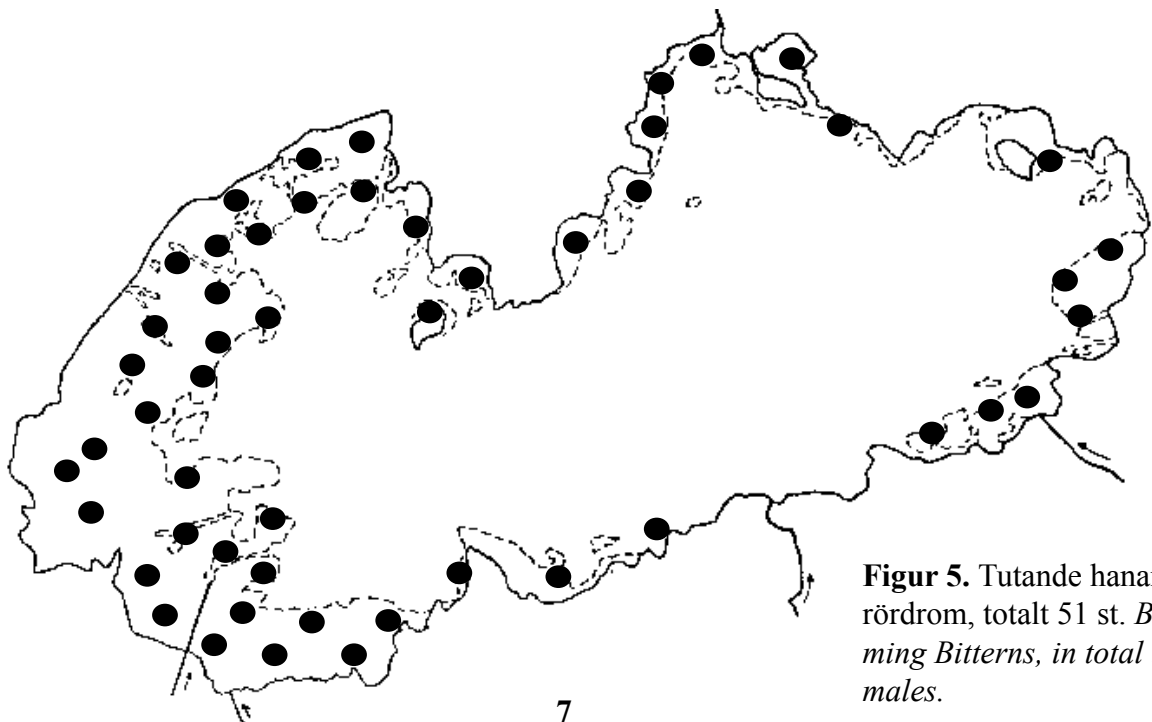 Figur 5. Tutande hanar
rördrom, totalt 51 st.
ming Bitterns, in total
males.
7